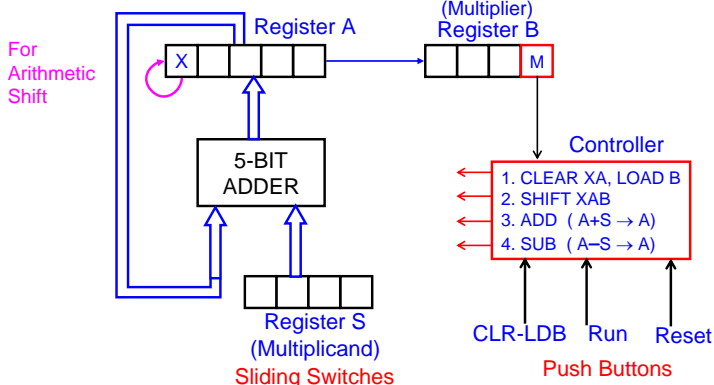 (Multiplier)
Register A
Register B
For
Arithmetic
Shift
X
M
5-BIT
ADDER
Controller
1. CLEAR XA, LOAD B
2. SHIFT XAB
3. ADD ( A+S → A)
4. SUB ( A–S → A)
Register S
(Multiplicand)
Sliding Switches
CLR-LDB
Run
Reset
Push Buttons